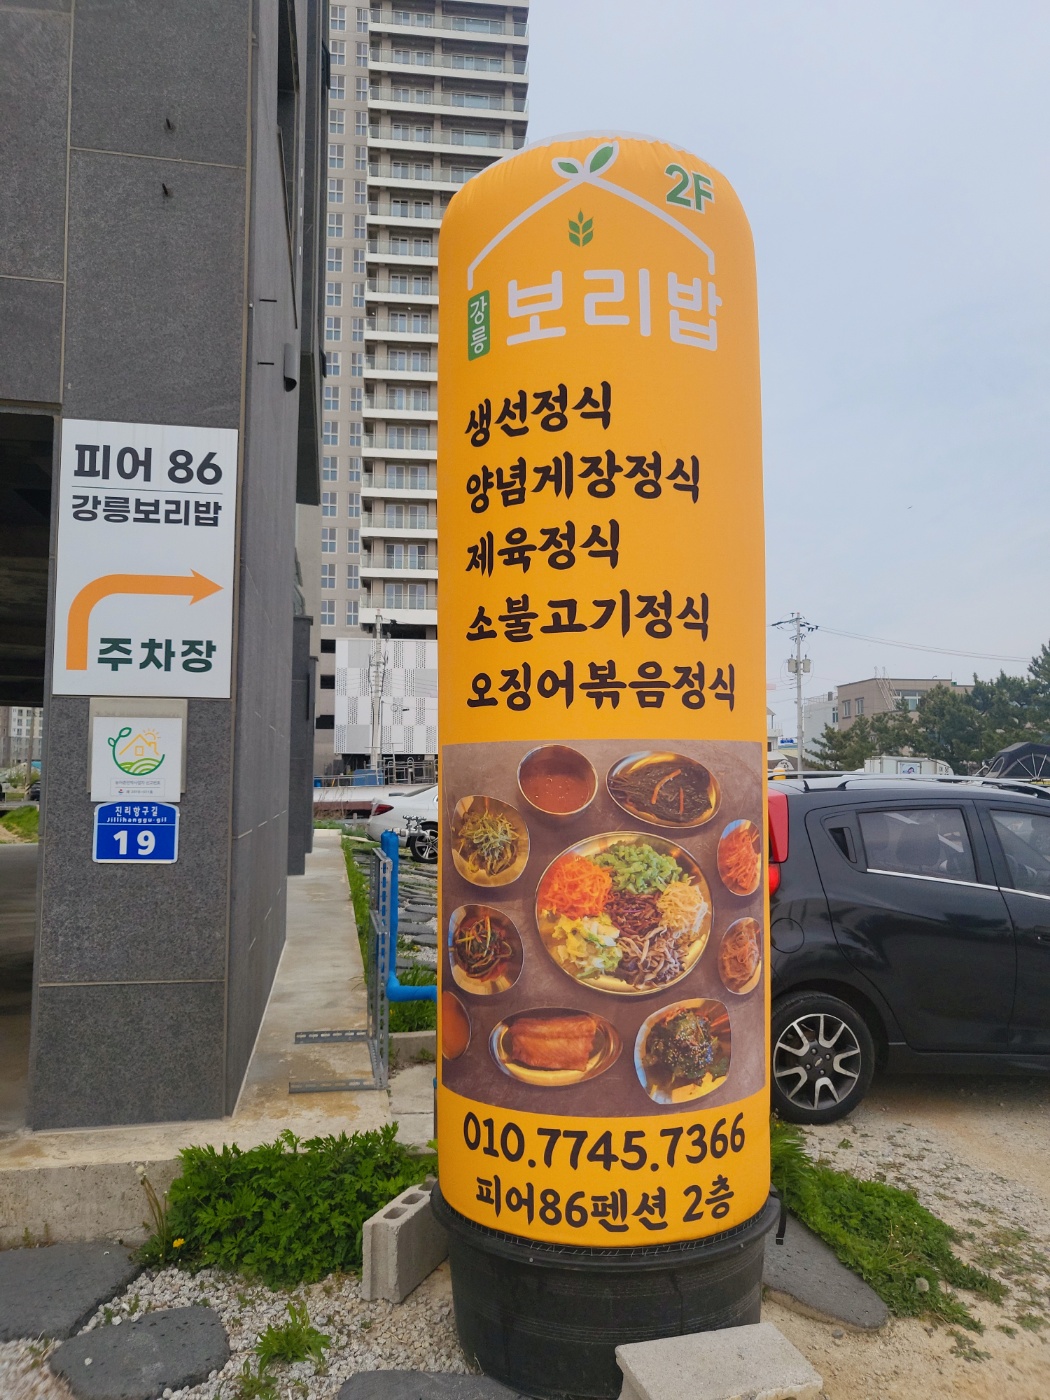 2F
강릉
보리밥
생선정식
양념게장정식
제육정식
소불고기정식
오징어볶음정식
010.7745.7366
피어86펜션 2층
피어 86
강릉보리밥
주차장
진리항구길
Jillihanggu-gil
19